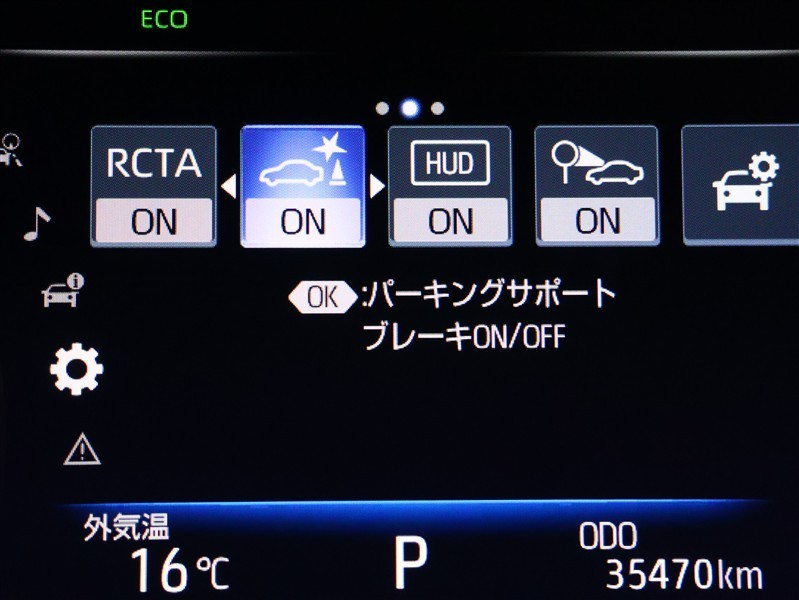 ECO
RCTA
HUD
ON
ON
ON
ON
OK :パーキングサポート
ブレーキON/OFF
外気温
16℃
P
ODO
35470km